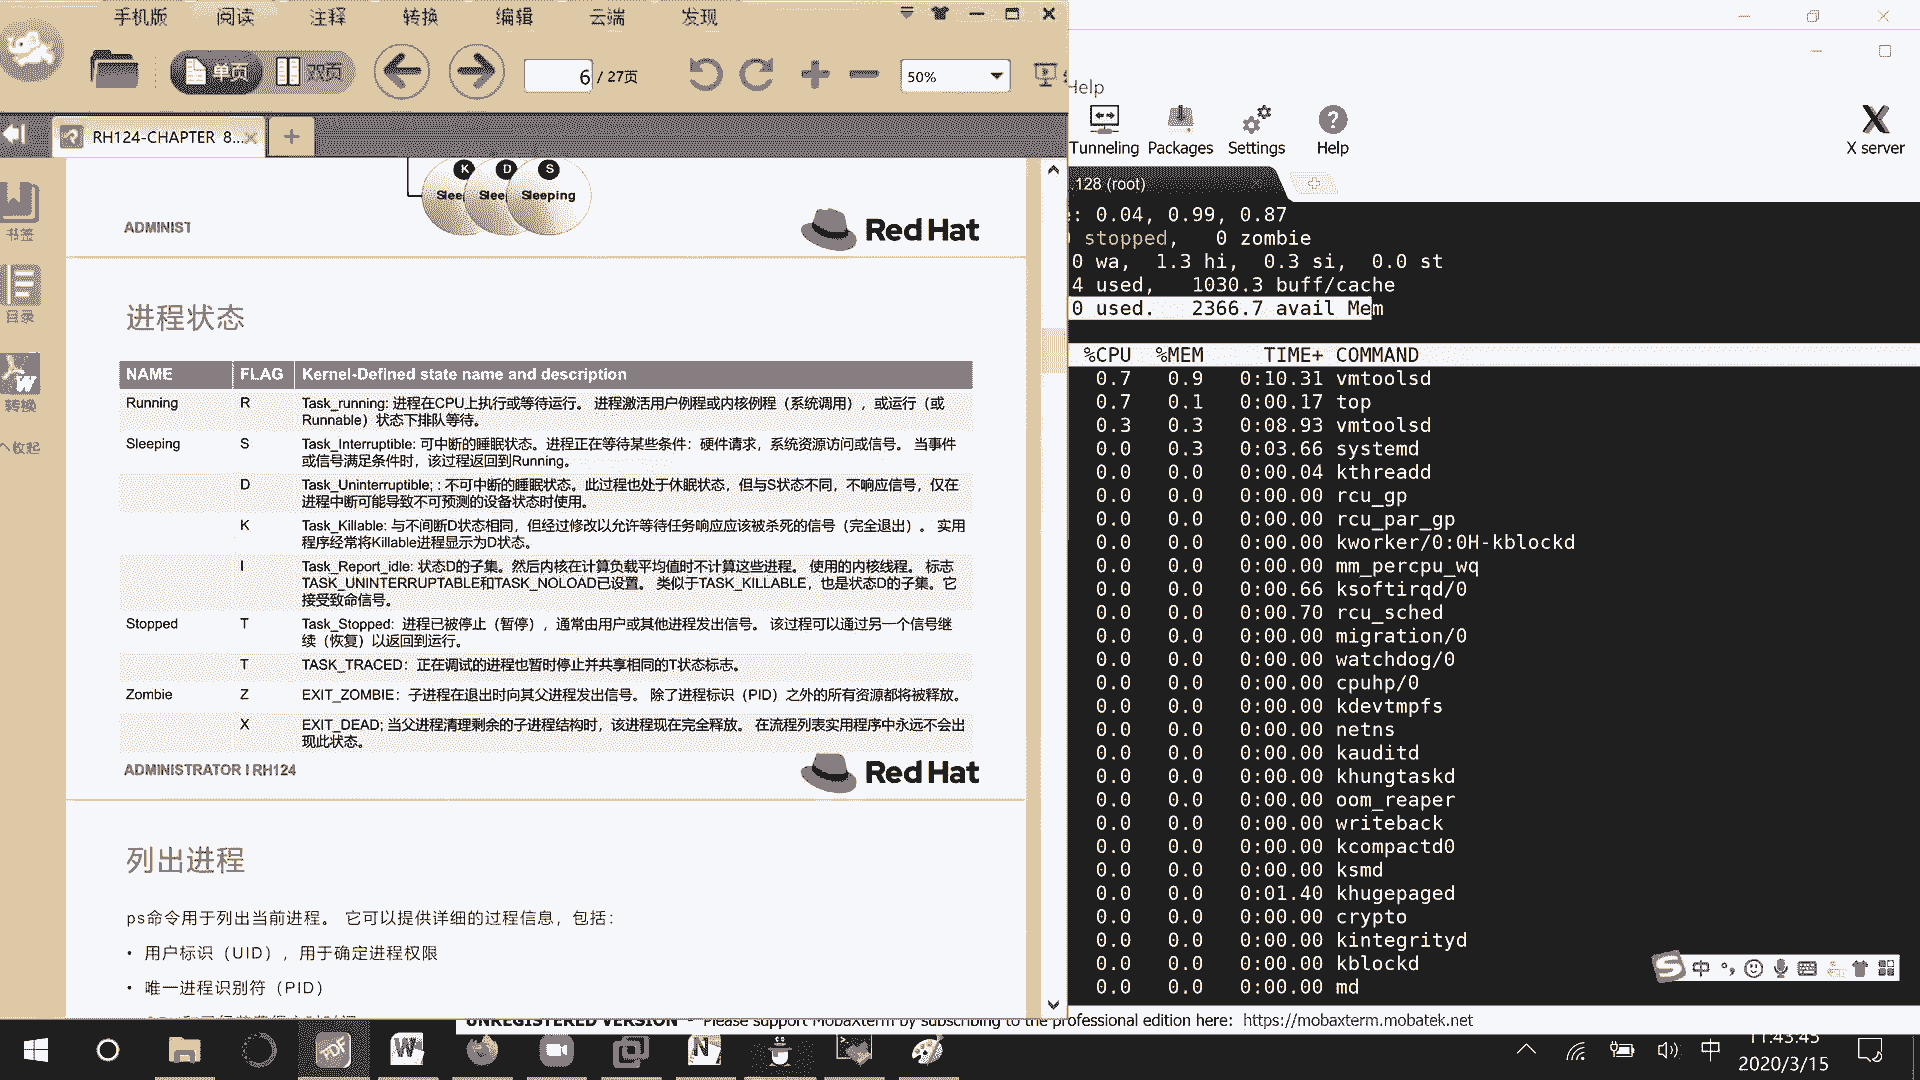 手机版 阅读 注释 转换 编辑 云端 发现
单页 双页 6 / 27页 50%
RH124-CHAPTER 8...
书签
目录
转换
收起
K D S
Slee Slee Sleeping
ADMINIST
Red Hat
进程状态
NAME FLAG Kernel-Defined state name and description
Running R Task_running: 进程在CPU上执行或等待运行。 进程激活用户例程或内核例程（系统调用），或运行（或
Runnable）状态下排队等待。
Sleeping S Task_Interruptible: 可中断的睡眠状态。进程正在等待某些条件：硬件请求，系统资源访问或信号。 当事件
或信号满足条件时，该过程返回到Running。
D Task_Uninterruptible; : 不可中断的睡眠状态。此过程也处于休眠状态，但与S状态不同，不响应信号，仅在
进程中断可能导致不可预测的设备状态时使用。
K Task_Killable: 与不间断D状态相同，但经过修改以允许等待任务响应应该被杀死的信号（完全退出）。 实用
程序经常将Killable进程显示为D状态。
I Task_Report_idle: 状态D的子集。然后内核在计算负载平均值时不计算这些进程。 使用的内核线程。 标志
TASK_UNINTERRUPTABLE和TASK_NOLOAD已设置。 类似于TASK_KILLABLE，也是状态D的子集。它
接受致命信号。
Stopped T Task_Stopped: 进程已被停止（暂停），通常由用户或其他进程发出信号。 该过程可以通过另一个信号继
续（恢复）以返回到运行。
T TASK_TRACED：正在调试的进程也暂时停止并共享相同的T状态标志。
Zombie Z EXIT_ZOMBIE：子进程在退出时向其父进程发出信号。 除了进程标识（PID）之外的所有资源都将被释放。
X EXIT_DEAD; 当父进程清理剩余的子进程结构时，该进程现在完全释放。 在流程列表实用程序中永远不会出
现此状态。
ADMINISTRATOR I RH124
Red Hat
列出进程
ps命令用于列出当前进程。 它可以提供详细的过程信息，包括：
• 用户标识（UID），用于确定进程权限
• 唯一进程识别符（PID）
Help
Tunneling Packages Settings Help X server
.128 (root)
: 0.04, 0.99, 0.87
stopped, 0 zombie
0 wa, 1.3 hi, 0.3 si, 0.0 st
4 used, 1030.3 buff/cache
0 used. 2366.7 avail Mem
%CPU %MEM TIME+ COMMAND
0.7 0.9 0:10.31 vmtoolsd
0.7 0.1 0:00.17 top
0.3 0.3 0:08.93 vmtoolsd
0.0 0.3 0:03.66 systemd
0.0 0.0 0:00.04 kthreadd
0.0 0.0 0:00.00 rcu_gp
0.0 0.0 0:00.00 rcu_par_gp
0.0 0.0 0:00.00 kworker/0:0H-kblockd
0.0 0.0 0:00.00 mm_percpu_wq
0.0 0.0 0:00.66 ksoftirqd/0
0.0 0.0 0:00.70 rcu_sched
0.0 0.0 0:00.00 migration/0
0.0 0.0 0:00.00 watchdog/0
0.0 0.0 0:00.00 cpuhp/0
0.0 0.0 0:00.00 kdevtmpfs
0.0 0.0 0:00.00 netns
0.0 0.0 0:00.00 kauditd
0.0 0.0 0:00.00 khungtaskd
0.0 0.0 0:00.00 oom_reaper
0.0 0.0 0:00.00 writeback
0.0 0.0 0:00.00 kcompactd0
0.0 0.0 0:00.00 ksmd
0.0 0.0 0:01.40 khugepaged
0.0 0.0 0:00.00 crypto
0.0 0.0 0:00.00 kintegrityd
0.0 0.0 0:00.00 kblockd
0.0 0.0 0:00.00 md
中
UNREGISTERED VERSION - Please support MobaXterm by subscribing to the professional edition here: https://mobaxterm.mobatek.net
中 11:43:45
2020/3/15